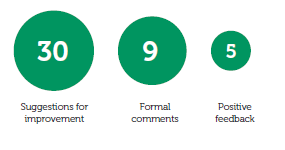 30 9 5
Suggestions for Formal Positive
improvement comments feedback